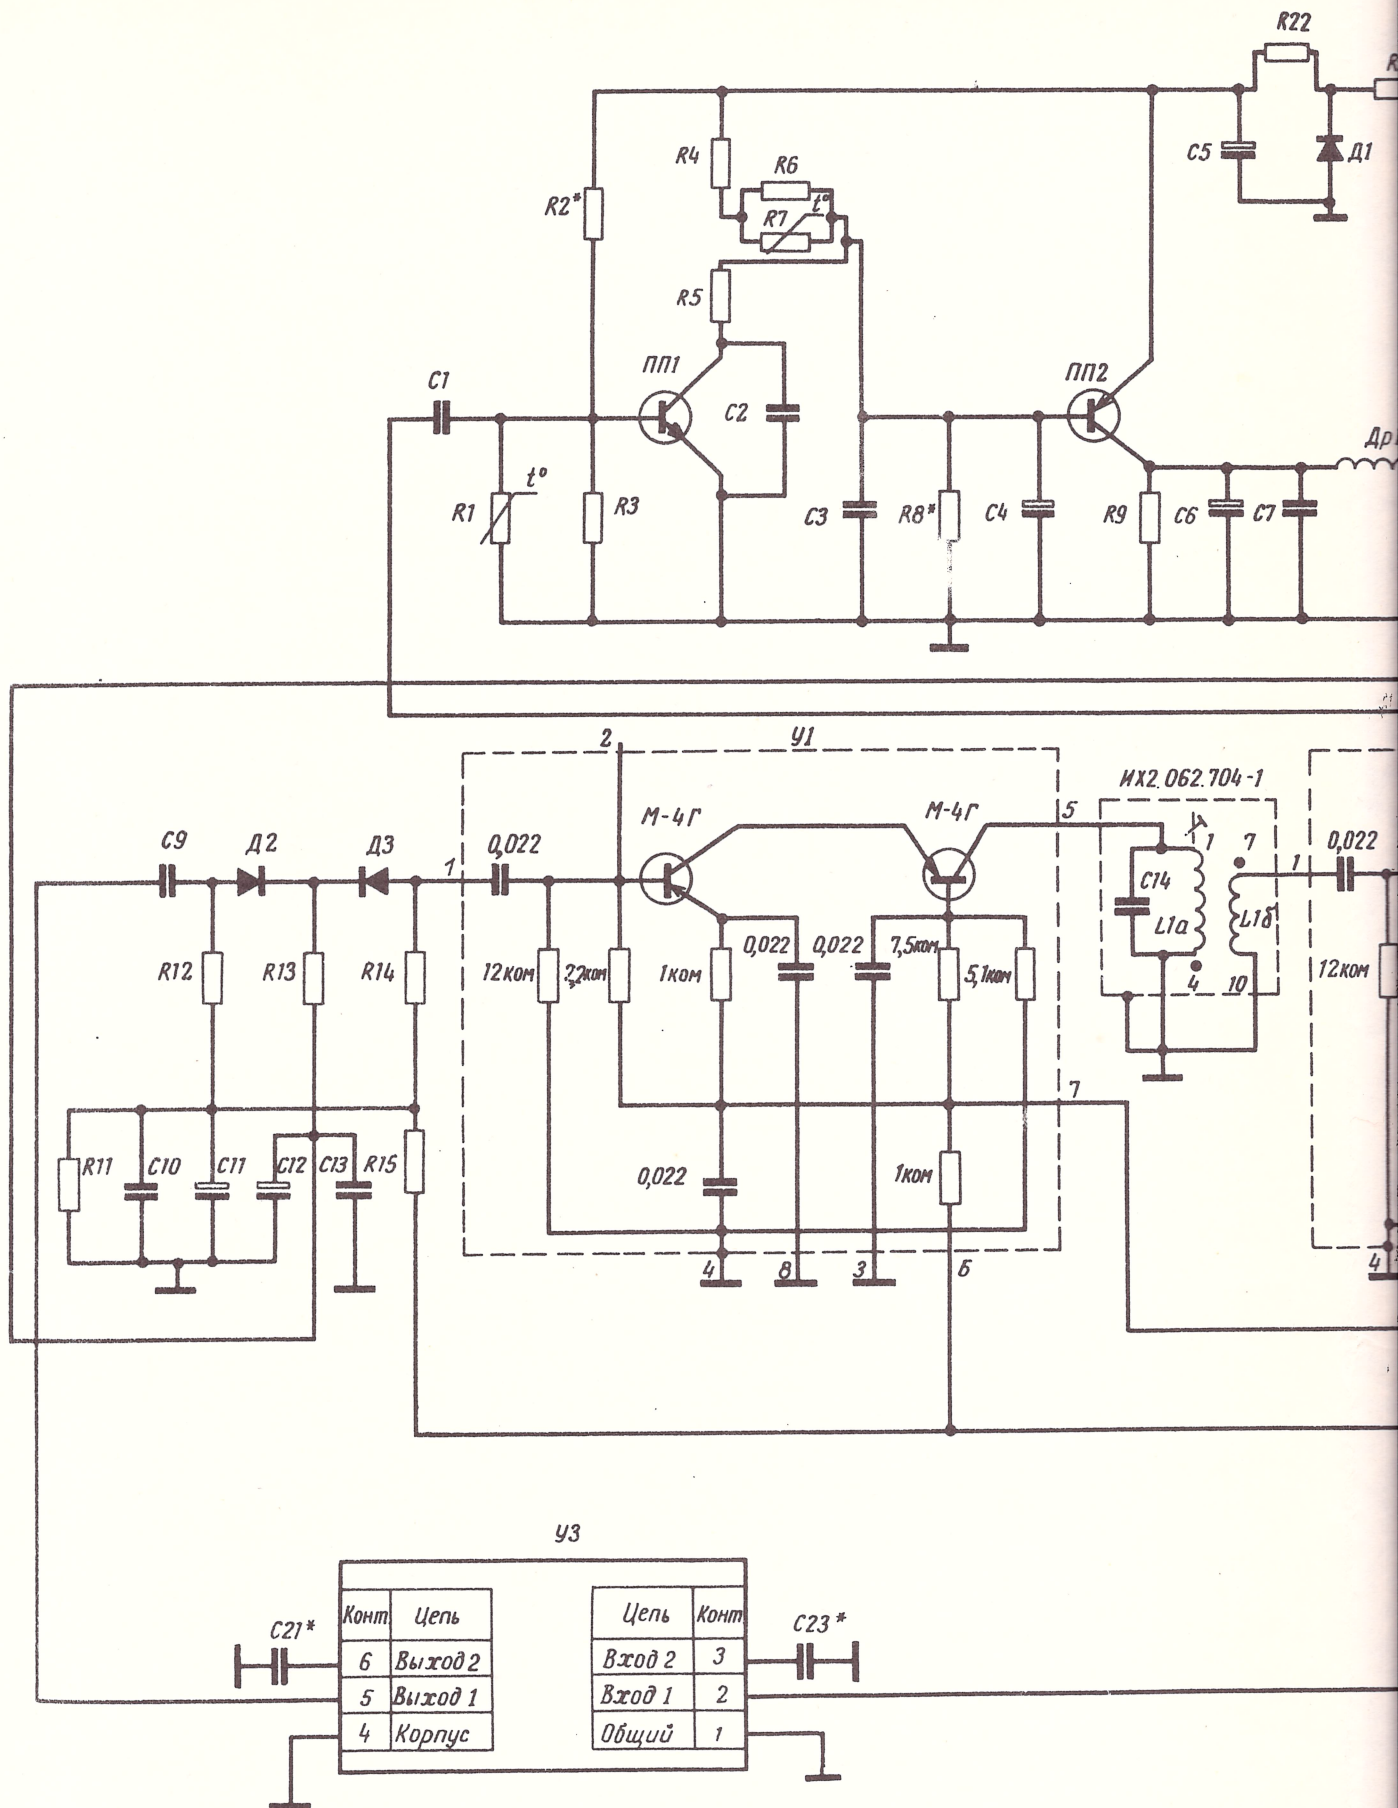 R22
R
R4
R6
C5
Д1
R2*
R7
t°
R5
ПП1
ПП2
C1
C2
Др1
t°
R1
R3
C3
R8*
C4
R9
C6
C7
2
У1
ИХ2.062.704-1
М-4Г
М-4Г
5
C9
Д2
Д3
1
0,022
1
7
1
0,022
C14
L1а
L1б
R12
R13
R14
12ком
2,2ком
1ком
0,022
0,022
7,5ком
5,1ком
4
10
12ком
7
R11
C10
C11
C12
C13
R15
0,022
1ком
4
8
3
Б
4
У3
Конт
Цепь
Цепь
Конт
C21*
C23*
6
Выход 2
Вход 2
3
5
Выход 1
Вход 1
2
4
Корпус
Общий
1